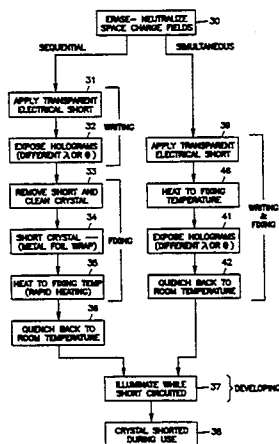 ERASE- NEUTRALIZE
SPACE CHARGE FIELDS
30
SEQUENTIAL
SIMULTANEOUS
31
APPLY TRANSPARENT
ELECTRICAL SHORT
32
EXPOSE HOLOGRAMS
(DIFFERENT λ OR θ)
WRITING
33
REMOVE SHORT AND
CLEAN CRYSTAL
34
SHORT CRYSTAL —
(METAL FOIL WRAP)
35
HEAT TO FIXING TEMP
(RAPID HEATING)
FIXING
36
QUENCH BACK TO
ROOM TEMPERATURE
39
APPLY TRANSPARENT
ELECTRICAL SHORT
HEAT TO FIXING
TEMPERATURE
41
EXPOSE HOLOGRAMS
(DIFFERENT λ OR θ)
42
QUENCH BACK TO
ROOM TEMPERATURE
WRITING
&
FIXING
ILLUMINATE WHILE
SHORT CIRCUITED
37
DEVELOPING
CRYSTAL SHORTED
DURING USE
38